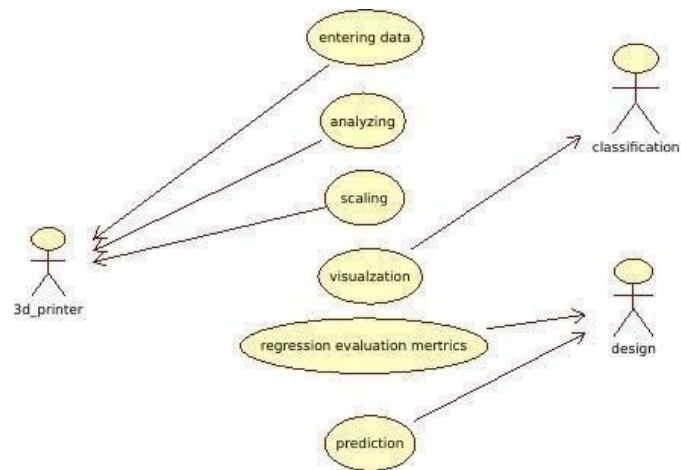 entering data
analyzing
classification
scaling
visualzation
3d_printer
regression evaluation mertrics
design
prediction